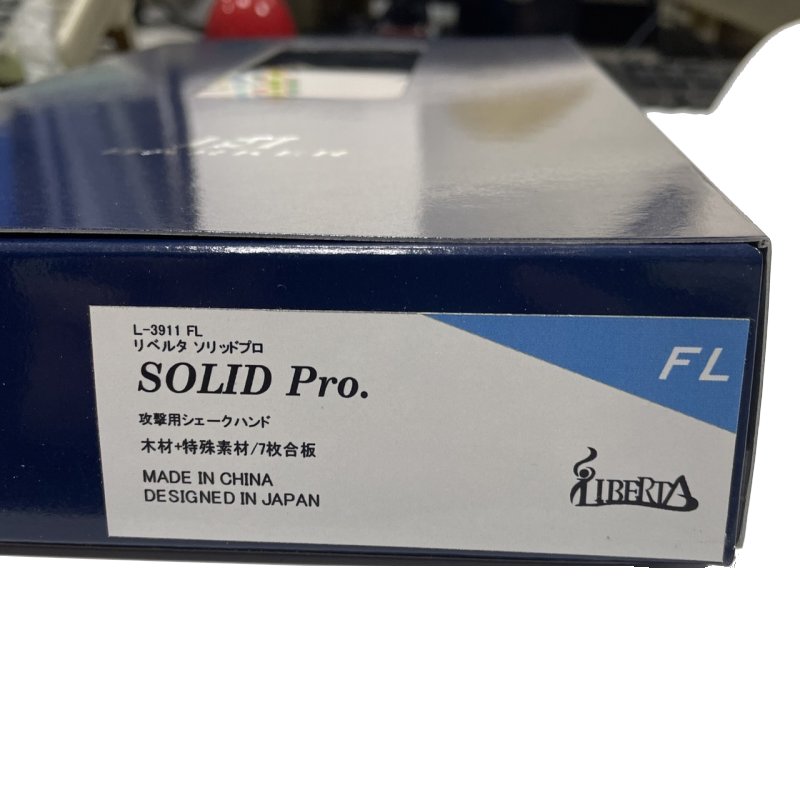 L-3911 FL
リベルタ ソリッドプロ
SOLID Pro.
攻撃用シェークハンド
木材+特殊素材/7枚合板
MADE IN CHINA
DESIGNED IN JAPAN
FL
LIBERTA